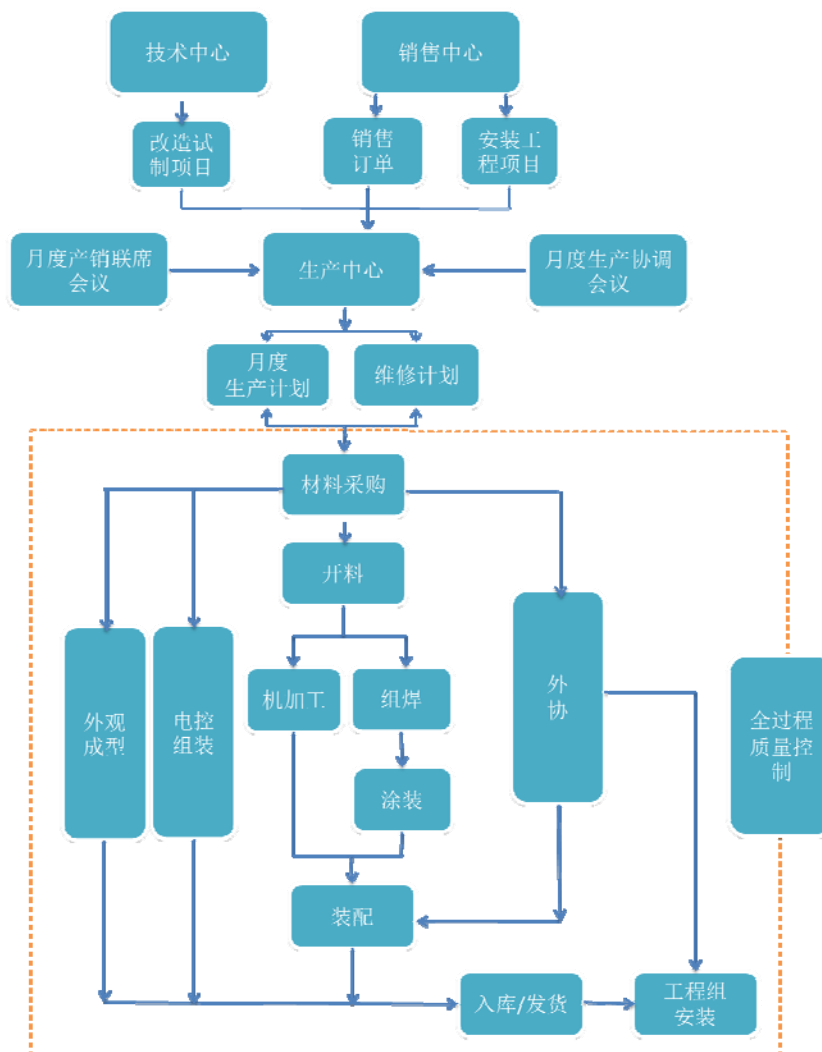 技术中心
销售中心
改造试
制项目
销售
订单
安装工
程项目
月度产销联席
会议
生产中心
月度生产协调
会议
月度
生产计划
维修计划
材料采购
开料
机加工
组焊
外观
成型
电控
组装
外
协
全过程
质量控
制
涂装
装配
入库/发货
工程组
安装